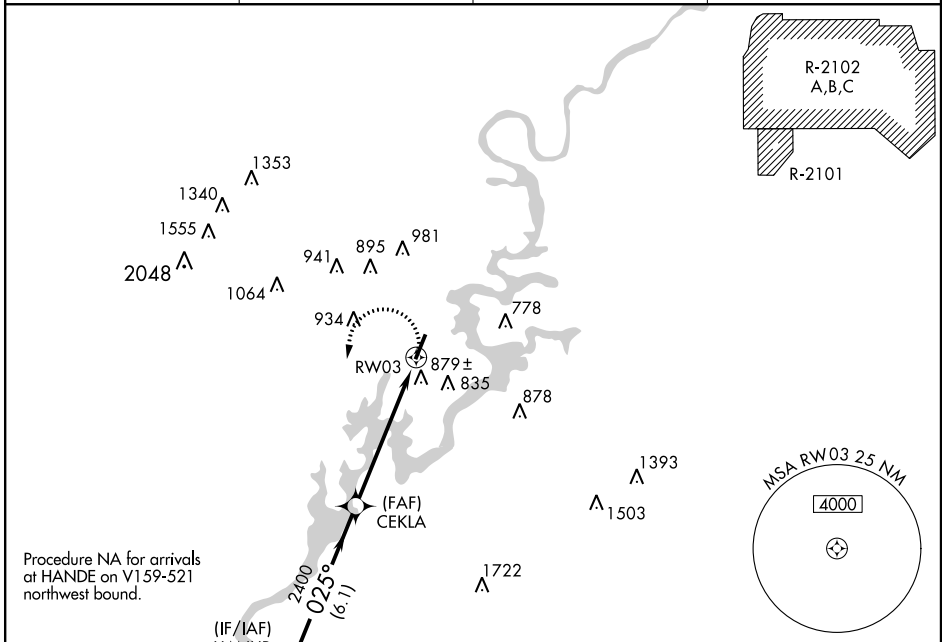 R-2102
A,B,C
R-2101
1353
1340
1555
2048
1064
941
895
981
934
778
RW03
879±
835
878
1393
1503
MSA RW03 25 NM
4000
(FAF)
CEKLA
1722
Procedure NA for arrivals
at HANDE on V159-521
northwest bound.
2400
025°
(6.1)
(IF/IAF)